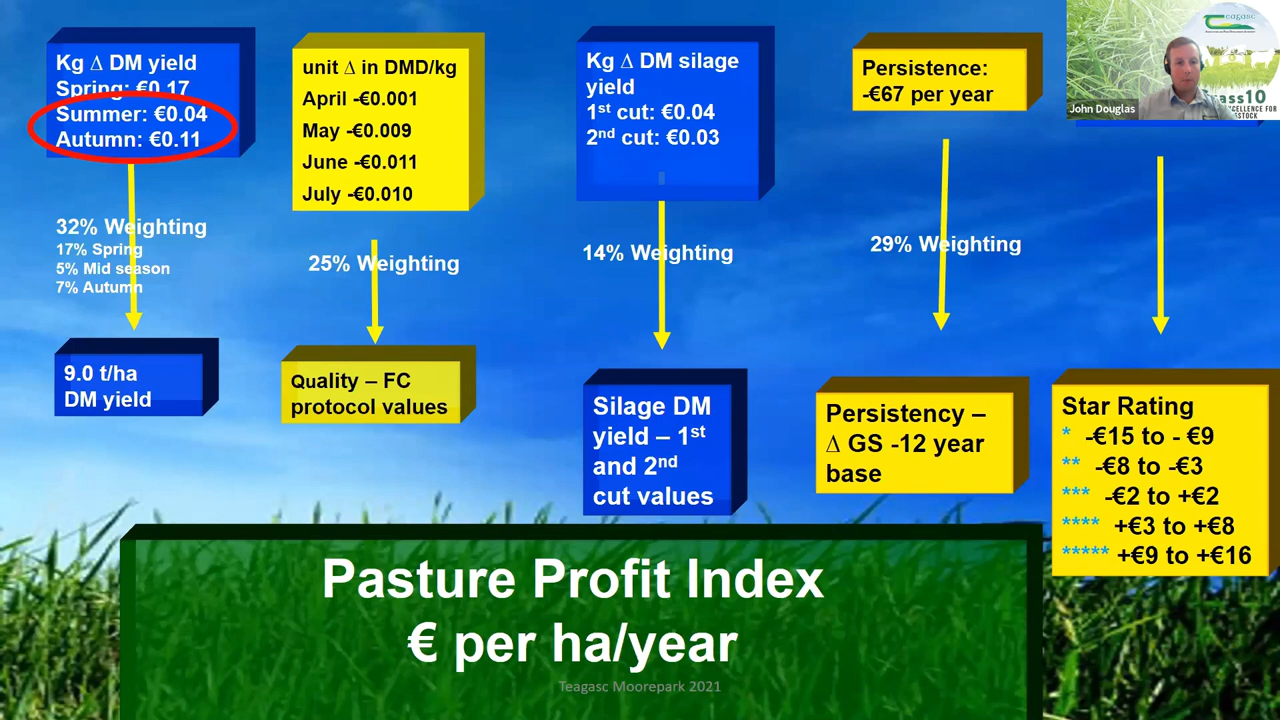 Kg ∆ DM yield
Spring: €0.17
Summer: €0.04
Autumn: €0.11
32% Weighting
17% Spring
5% Mid season
7% Autumn
9.0 t/ha
DM yield
unit ∆ in DMD/kg
April -€0.001
May -€0.009
June -€0.011
July -€0.010
25% Weighting
Quality – FC
protocol values
Kg ∆ DM silage
yield
1st cut: €0.04
2nd cut: €0.03
14% Weighting
Silage DM
yield – 1st
and 2nd
cut values
Persistence:
-€67 per year
29% Weighting
Persistency –
∆ GS -12 year
base
Teagasc
John Douglas
ass10
CELLENCE FOR
STOCK
Star Rating
* -€15 to - €9
** -€8 to -€3
*** -€2 to +€2
**** +€3 to +€8
***** +€9 to +€16
Pasture Profit Index
€ per ha/year
Teagasc Moorepark 2021